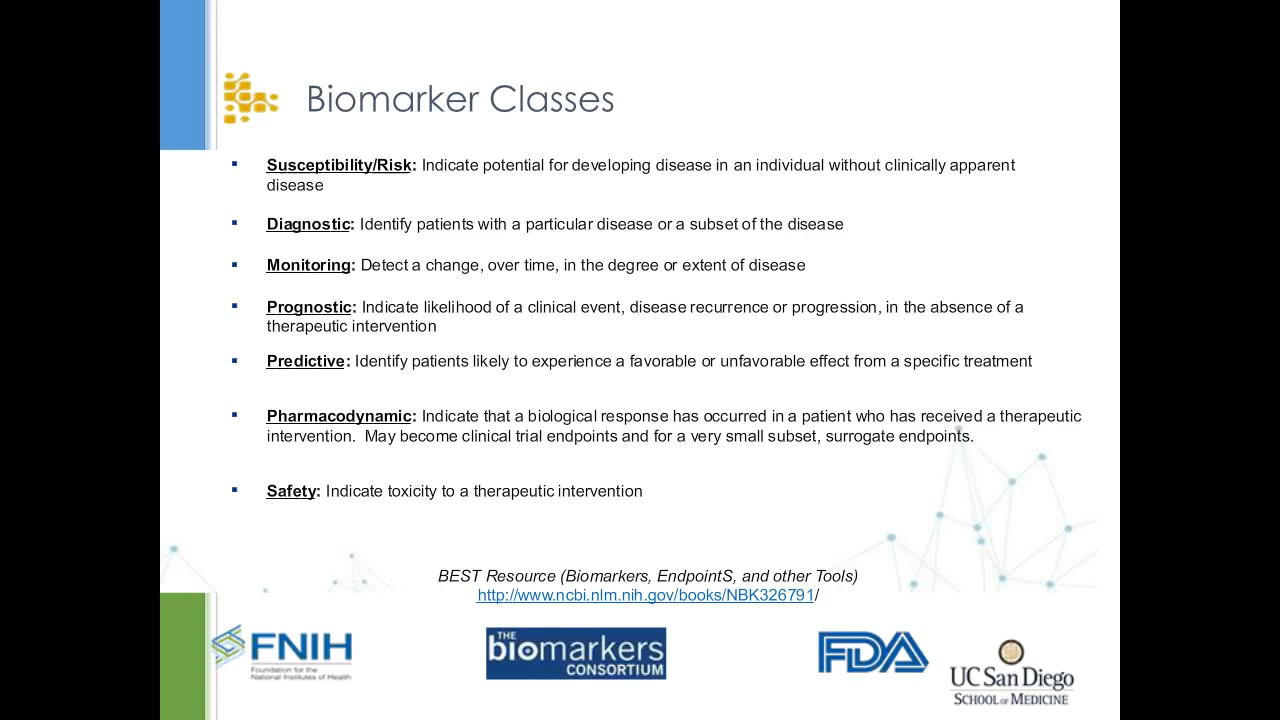 Biomarker Classes
▪ Susceptibility/Risk: Indicate potential for developing disease in an individual without clinically apparent
disease
▪ Diagnostic: Identify patients with a particular disease or a subset of the disease
▪ Monitoring: Detect a change, over time, in the degree or extent of disease
▪ Prognostic: Indicate likelihood of a clinical event, disease recurrence or progression, in the absence of a
therapeutic intervention
▪ Predictive: Identify patients likely to experience a favorable or unfavorable effect from a specific treatment
▪ Pharmacodynamic: Indicate that a biological response has occurred in a patient who has received a therapeutic
intervention.  May become clinical trial endpoints and for a very small subset, surrogate endpoints.
▪ Safety: Indicate toxicity to a therapeutic intervention
BEST Resource (Biomarkers, EndpointS, and other Tools)
http://www.ncbi.nlm.nih.gov/books/NBK326791/
FNIH
Foundation for the
National Institutes of Health
THE
biomarkers
CONSORTIUM
FDA
UC San Diego
SCHOOL OF MEDICINE